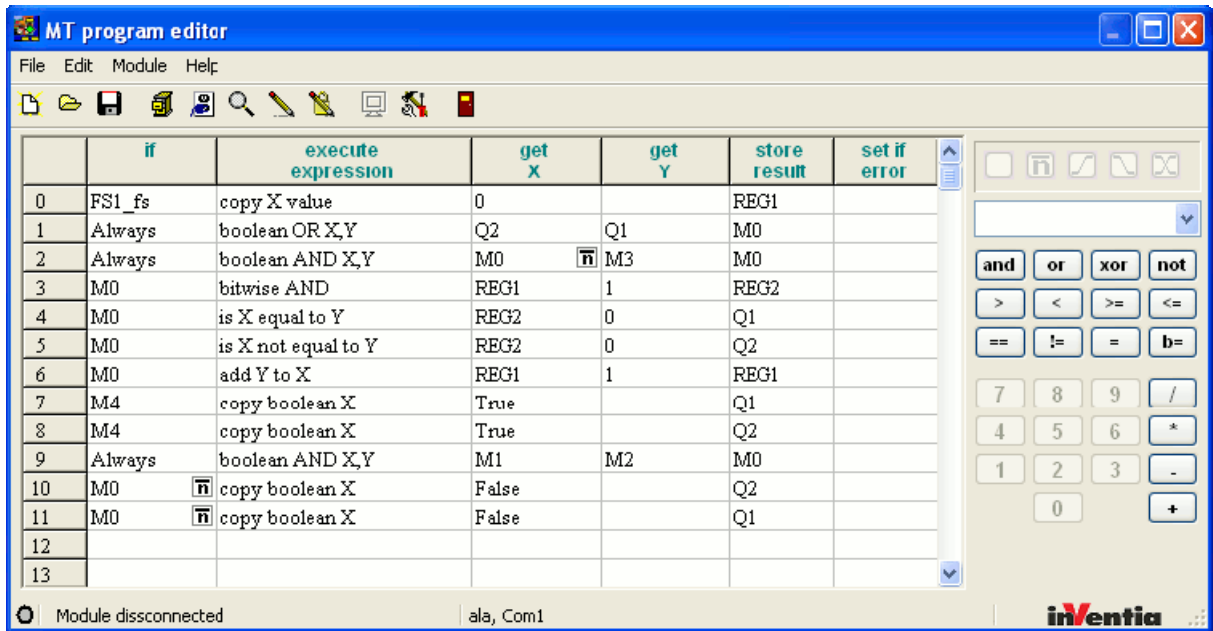 MT program editor
File Edit Module Help
if execute expression get X get Y store result set if error
0 FS1_fs copy X value 0 REG1
1 Always boolean OR X,Y Q2 Q1 M0
2 Always boolean AND X,Y M0 n M3 M0
3 M0 bitwise AND REG1 1 REG2
4 M0 is X equal to Y REG2 0 Q1
5 M0 is X not equal to Y REG2 0 Q2
6 M0 add Y to X REG1 1 REG1
7 M4 copy boolean X True Q1
8 M4 copy boolean X True Q2
9 Always boolean AND X,Y M1 M2 M0
10 M0 n copy boolean X False Q2
11 M0 n copy boolean X False Q1
12
13
n
and or xor not
> < >= <=
== != = b=
7 8 9 /
4 5 6 *
1 2 3 -
0 +
Module dissconnected ala, Com1 inventia